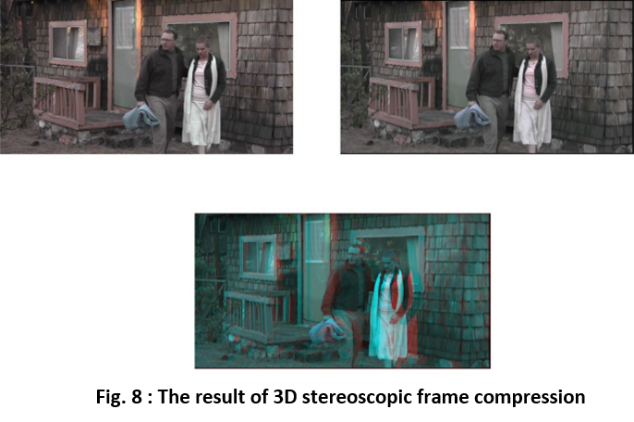 Fig. 8 : The result of 3D stereoscopic frame compression